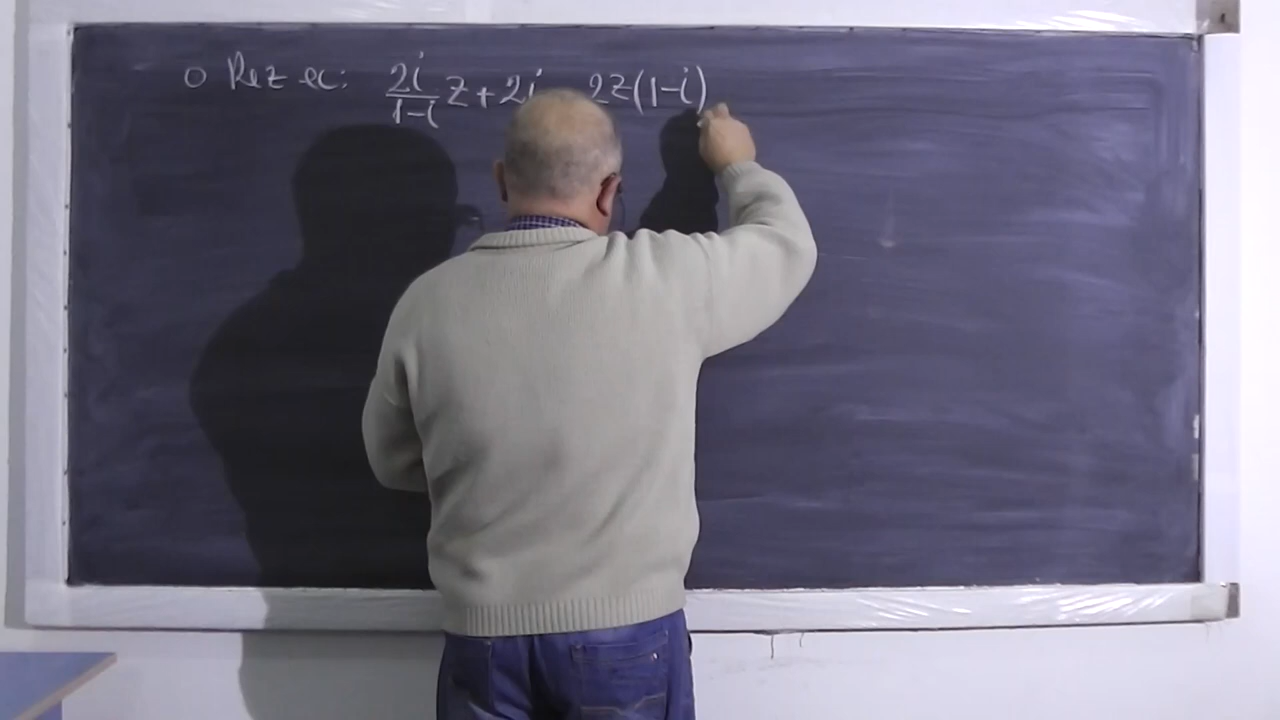 o Rez ec: 2i/1-i z + 2i 2z(1-i)